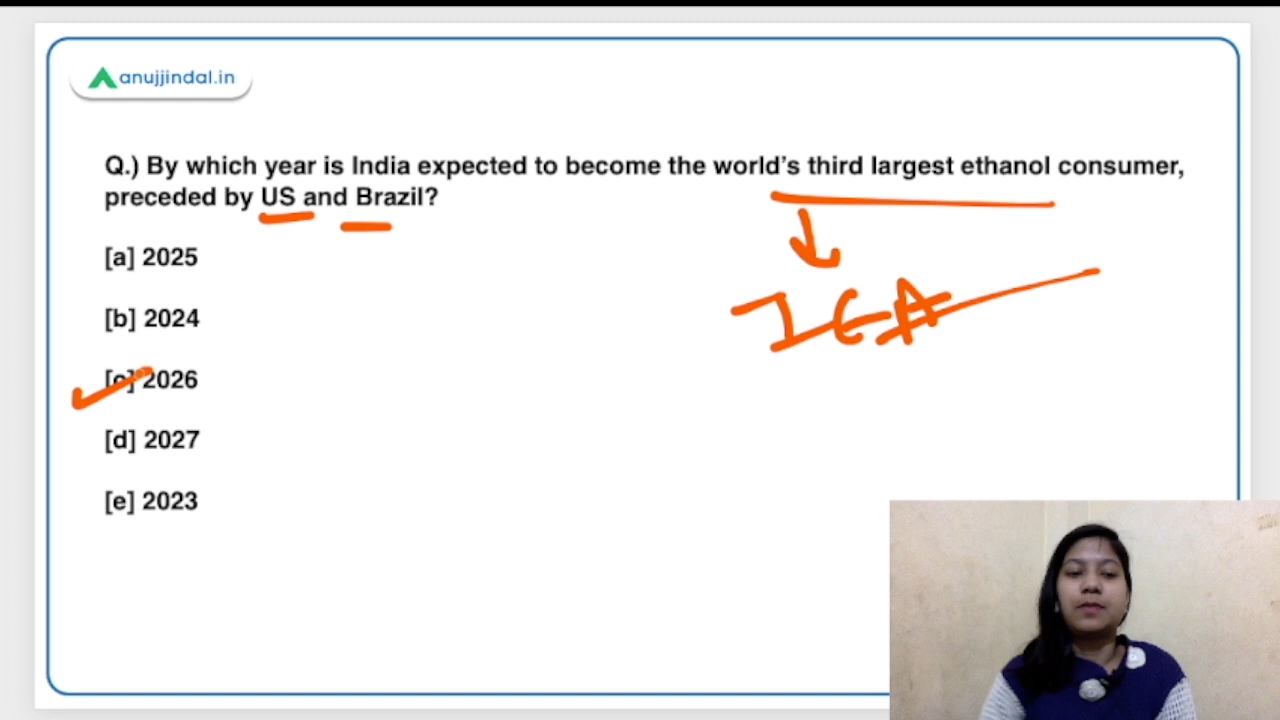 anujjindal.in
Q.) By which year is India expected to become the world's third largest ethanol consumer,
preceded by US and Brazil?
[a] 2025
[b] 2024
IEA
[c] 2026
[d] 2027
[e] 2023